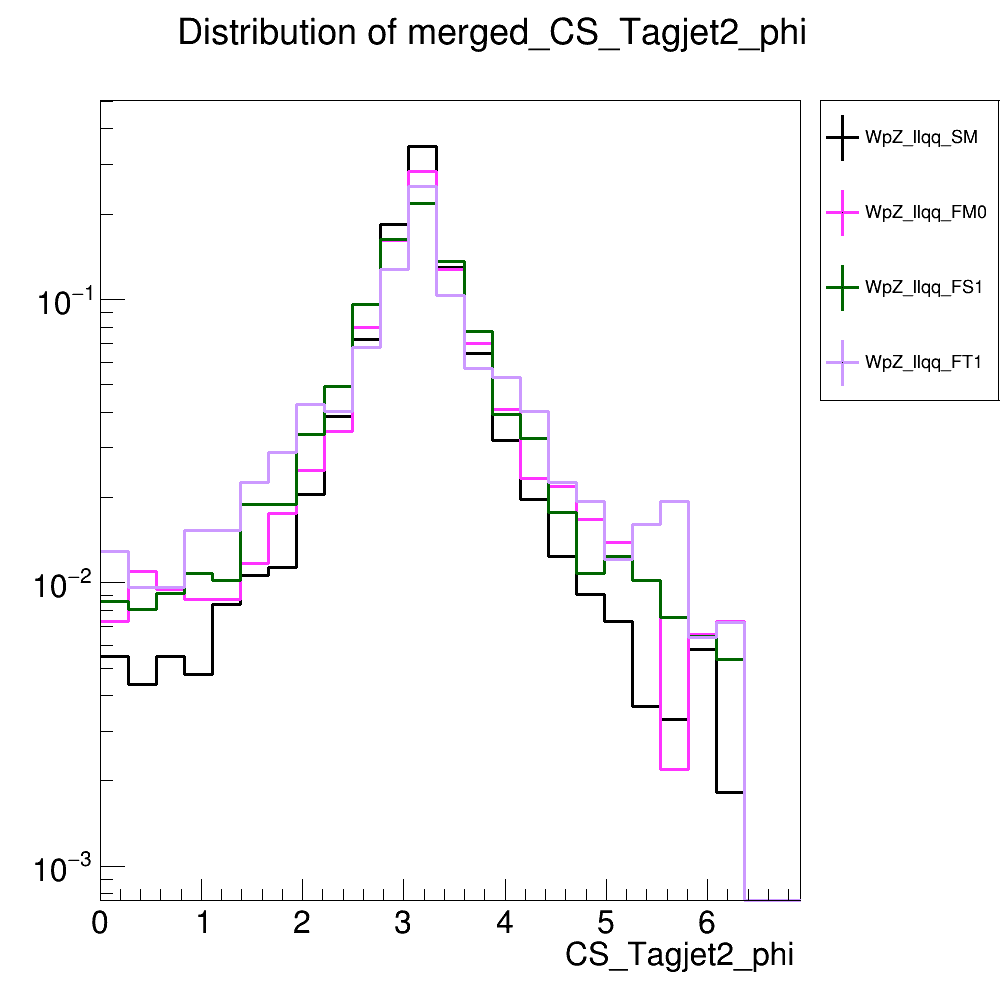 Distribution of merged_CS_Tagjet2_phi
WpZ_llqq_SM
WpZ_llqq_FM0
WpZ_llqq_FS1
WpZ_llqq_FT1
10⁻¹
10⁻²
10⁻³
0 1 2 3 4 5 6
CS_Tagjet2_phi